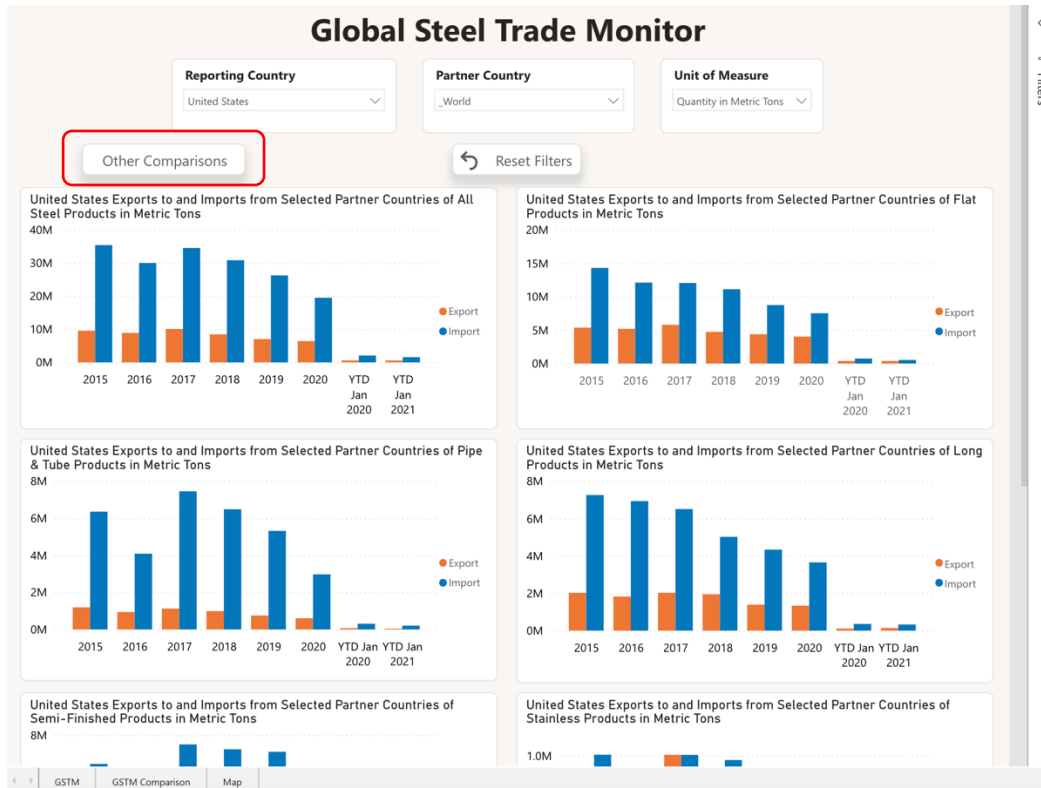 Global Steel Trade Monitor
Reporting Country
United States
Partner Country
_World
Unit of Measure
Quantity in Metric Tons
Filters
Other Comparisons
Reset Filters
United States Exports to and Imports from Selected Partner Countries of All
Steel Products in Metric Tons
40M
30M
20M
10M
0M
2015 2016 2017 2018 2019 2020 YTD YTD
Jan Jan
2020 2021
Export
Import
United States Exports to and Imports from Selected Partner Countries of Flat
Products in Metric Tons
20M
15M
10M
5M
0M
2015 2016 2017 2018 2019 2020 YTD YTD
Jan Jan
2020 2021
Export
Import
United States Exports to and Imports from Selected Partner Countries of Pipe
& Tube Products in Metric Tons
8M
6M
4M
2M
0M
2015 2016 2017 2018 2019 2020 YTD Jan YTD Jan
2020 2021
Export
Import
United States Exports to and Imports from Selected Partner Countries of Long
Products in Metric Tons
8M
6M
4M
2M
0M
2015 2016 2017 2018 2019 2020 YTD Jan YTD Jan
2020 2021
Export
Import
United States Exports to and Imports from Selected Partner Countries of
Semi-Finished Products in Metric Tons
8M
United States Exports to and Imports from Selected Partner Countries of
Stainless Products in Metric Tons
1.0M
GSTM
GSTM Comparison
Map